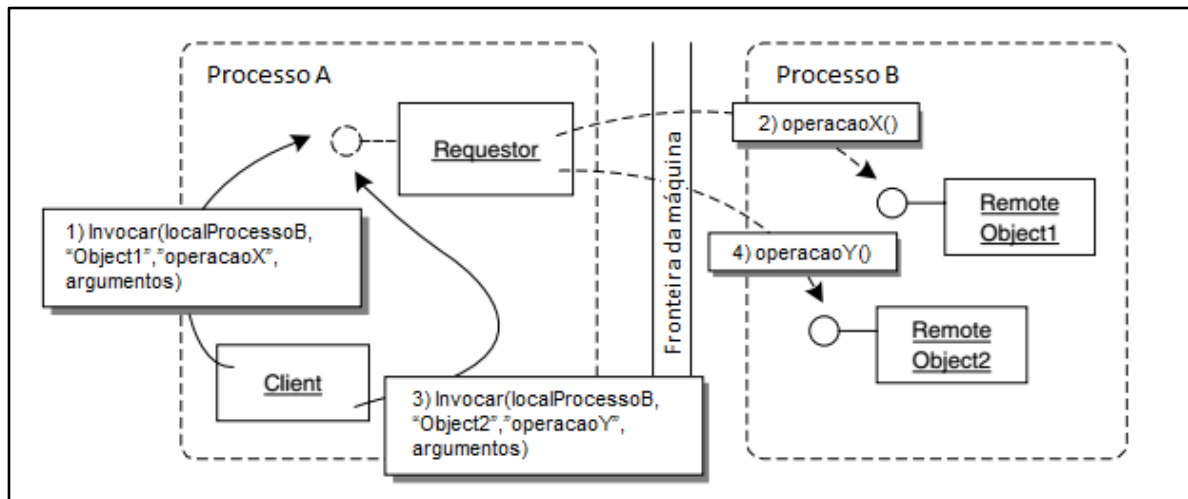 Processo A
Requestor
1) Invocar(localProcessoB,
“Object1”,”operacaoX”,
argumentos)
Client
3) Invocar(localProcessoB,
“Object2”,”operacaoY”,
argumentos)
Fronteira da máquina
Processo B
2) operacaoX()
Remote
Object1
4) operacaoY()
Remote
Object2